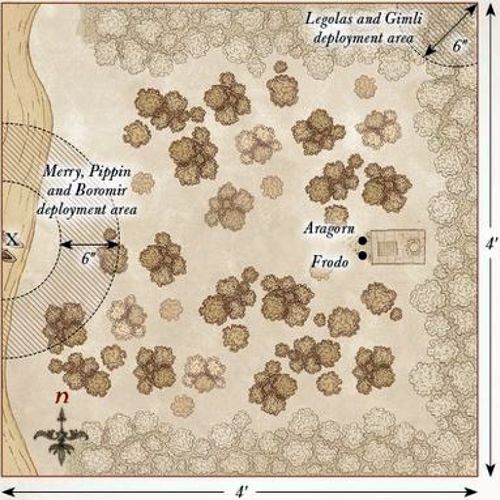 Legolas and Gimli
deployment area
6"
Merry, Pippin
and Boromir
deployment area
X
6"
Aragorn
Frodo
4'
n
4'